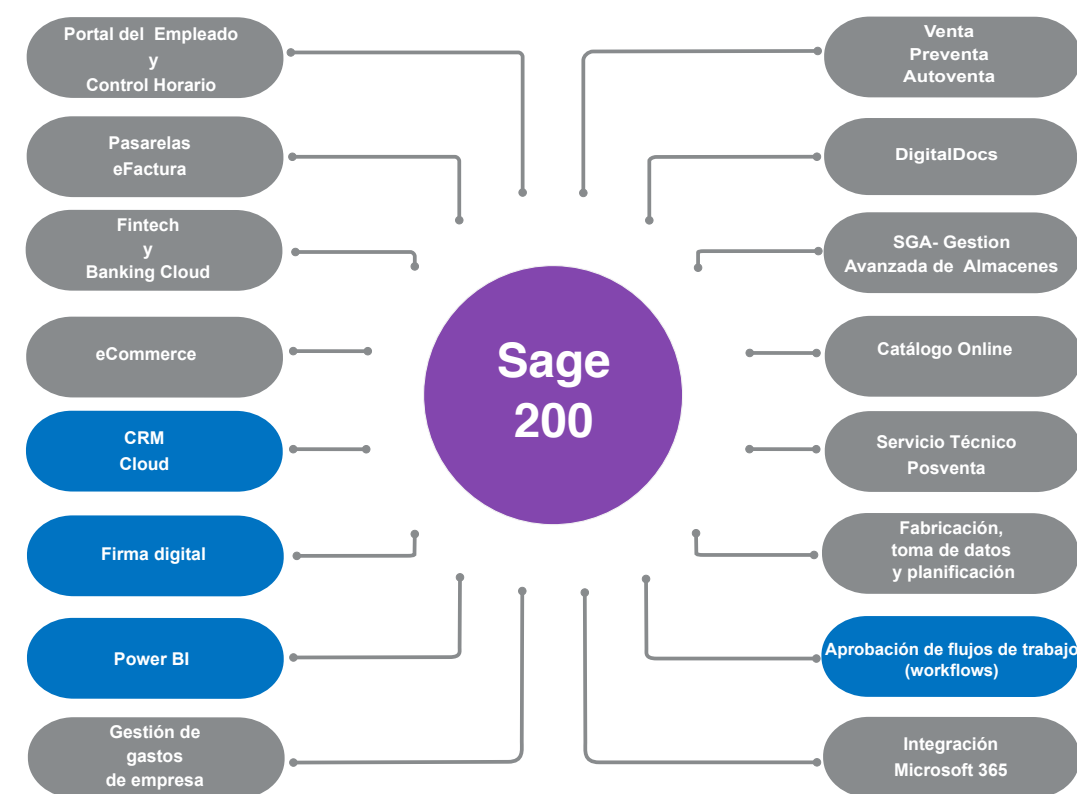 Portal del Empleado
y
Control Horario
Pasarelas
eFactura
Fintech
y
Banking Cloud
eCommerce
CRM
Cloud
Firma digital
Power BI
Gestión de
gastos
de empresa
Sage
200
Venta
Preventa
Autoventa
DigitalDocs
SGA- Gestion
Avanzada de Almacenes
Catálogo Online
Servicio Técnico
Posventa
Fabricación,
toma de datos
y planificación
Aprobación de flujos de trabajo
(workflows)
Integración
Microsoft 365